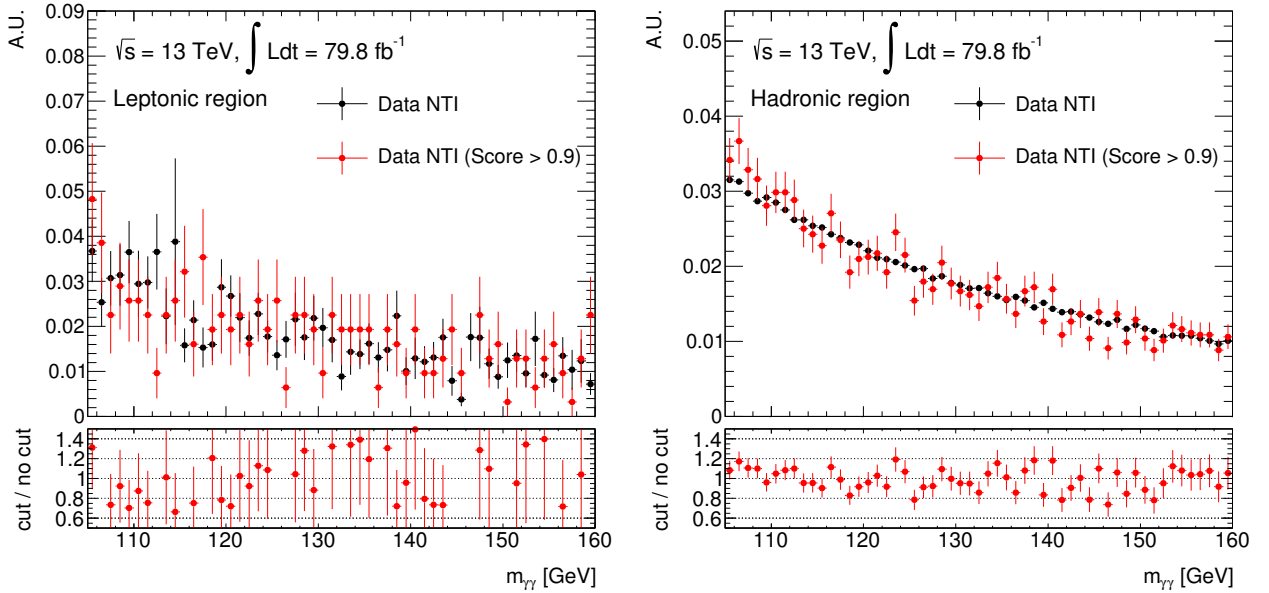 A.U.
0.09
0.08
0.07
0.06
0.05
0.04
0.03
0.02
0.01
0
√s = 13 TeV, ∫ Ldt = 79.8 fb⁻¹
Leptonic region
Data NTI
Data NTI (Score > 0.9)
cut / no cut
1.4
1.2
1
0.8
0.6
110 120 130 140 150 160
mγγ [GeV]
A.U.
0.05
0.04
0.03
0.02
0.01
0
√s = 13 TeV, ∫ Ldt = 79.8 fb⁻¹
Hadronic region
Data NTI
Data NTI (Score > 0.9)
cut / no cut
1.4
1.2
1
0.8
0.6
110 120 130 140 150 160
mγγ [GeV]